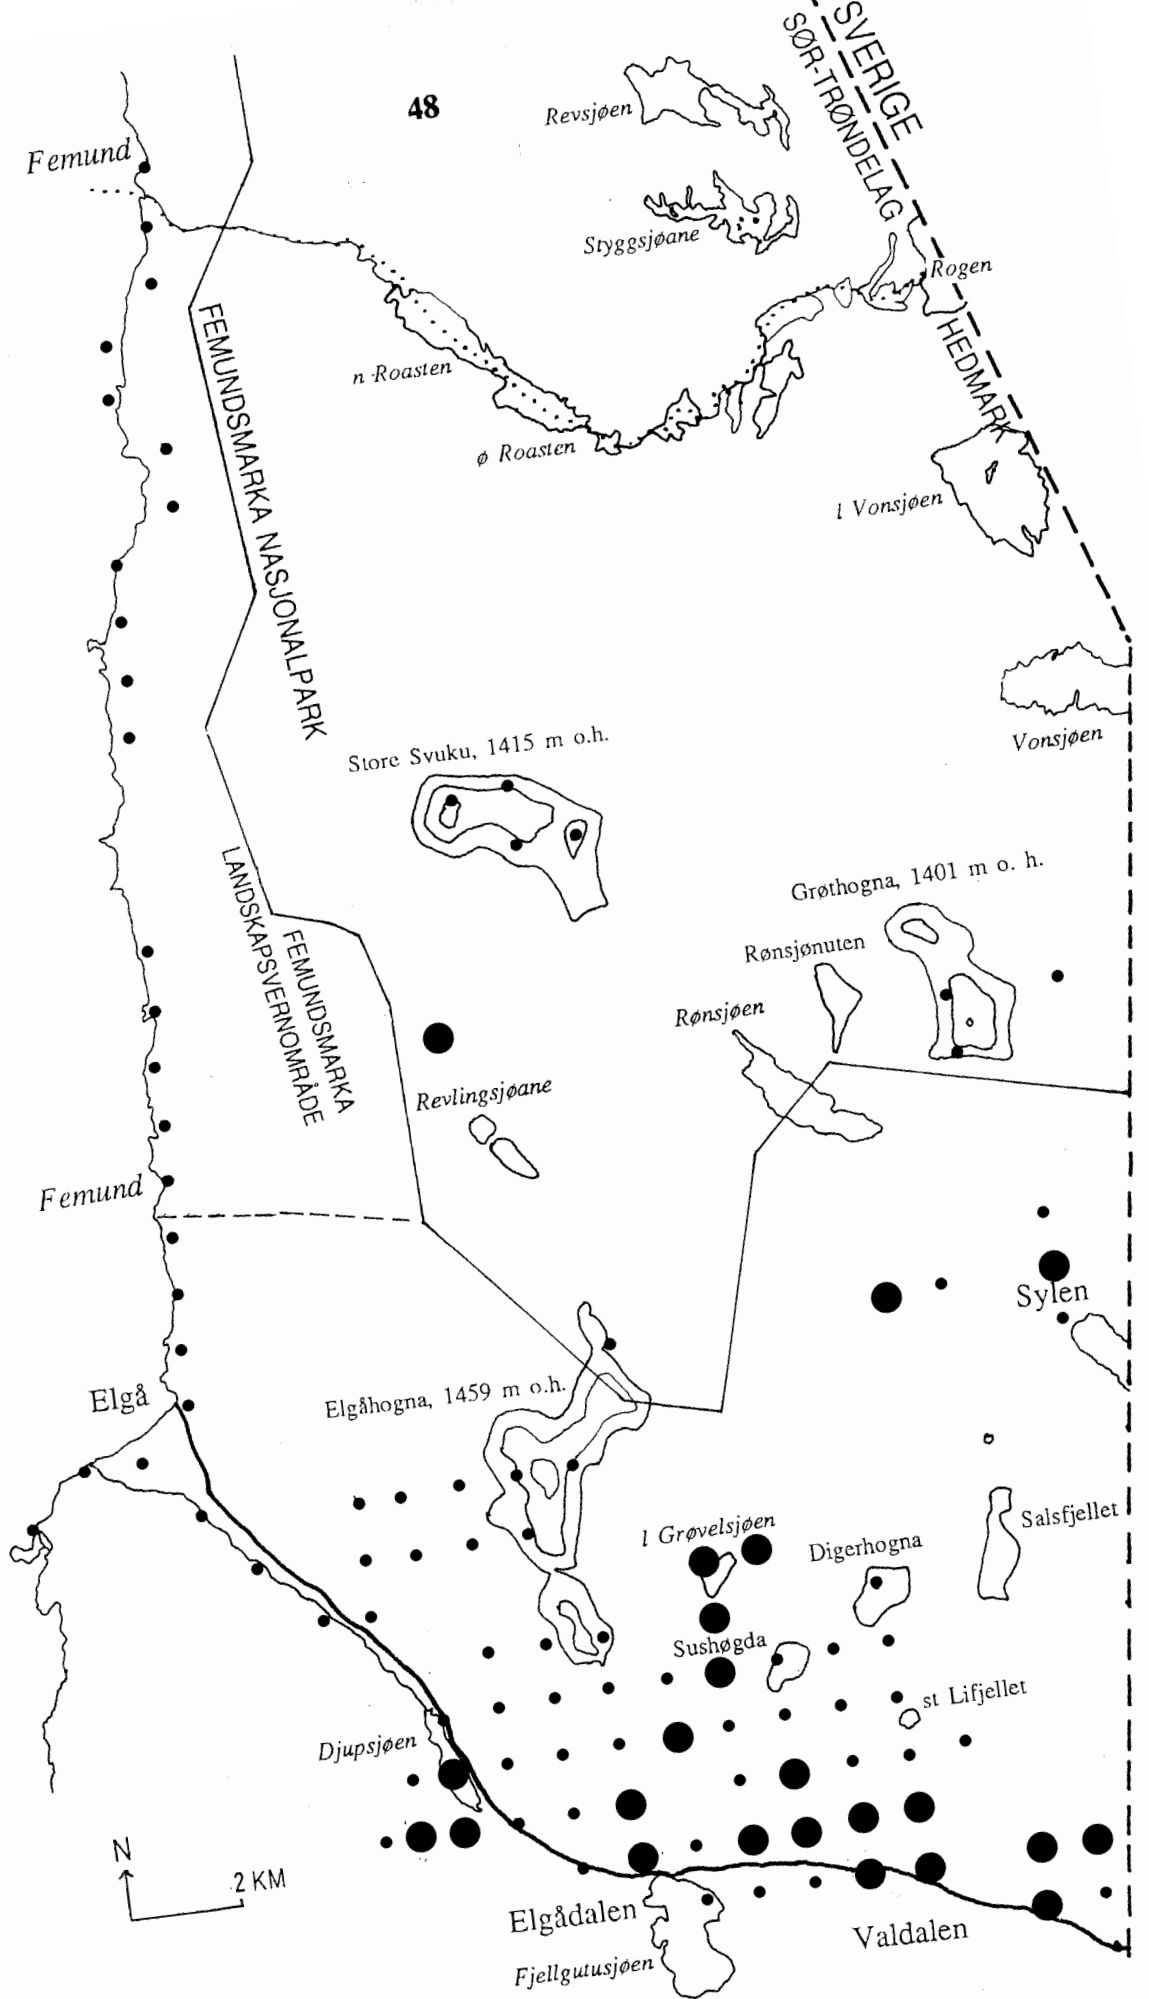 SVERIGE
SØR-TRØNDELAG
48
Revsjøen
Femund
Styggsjøane
Rogen
HEDMARK
FEMUNDSMARKA NASJONALPARK
n Roasten
ø Roasten
l Vonsjøen
Vonsjøen
Store Svuku, 1415 m o.h.
Grøthogna, 1401 m o. h.
LANDSKAPSVERNOMRÅDE
FEMUNDSMARKA
Rønsjønuten
Rønsjøen
Revlingsjøane
Femund
Sylen
Elgåhogna, 1459 m o.h.
Elgå
Salsfjellet
l Grøvelsjøen
Digerhogna
Sushøgda
st Lifjellet
Djupsjøen
N
2 KM
Elgådalen
Valdalen
Fjellgutusjøen